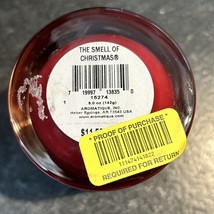 THE SMELL OF
CHRISTMAS®
7 19997 13835 0
15274
5.0 oz (142g)
AROMATIQUE, INC.
Heber Springs, AR 72543 USA
www.aromatique.com
* PROOF OF PURCHASE *
REQUIRED FOR RETURN